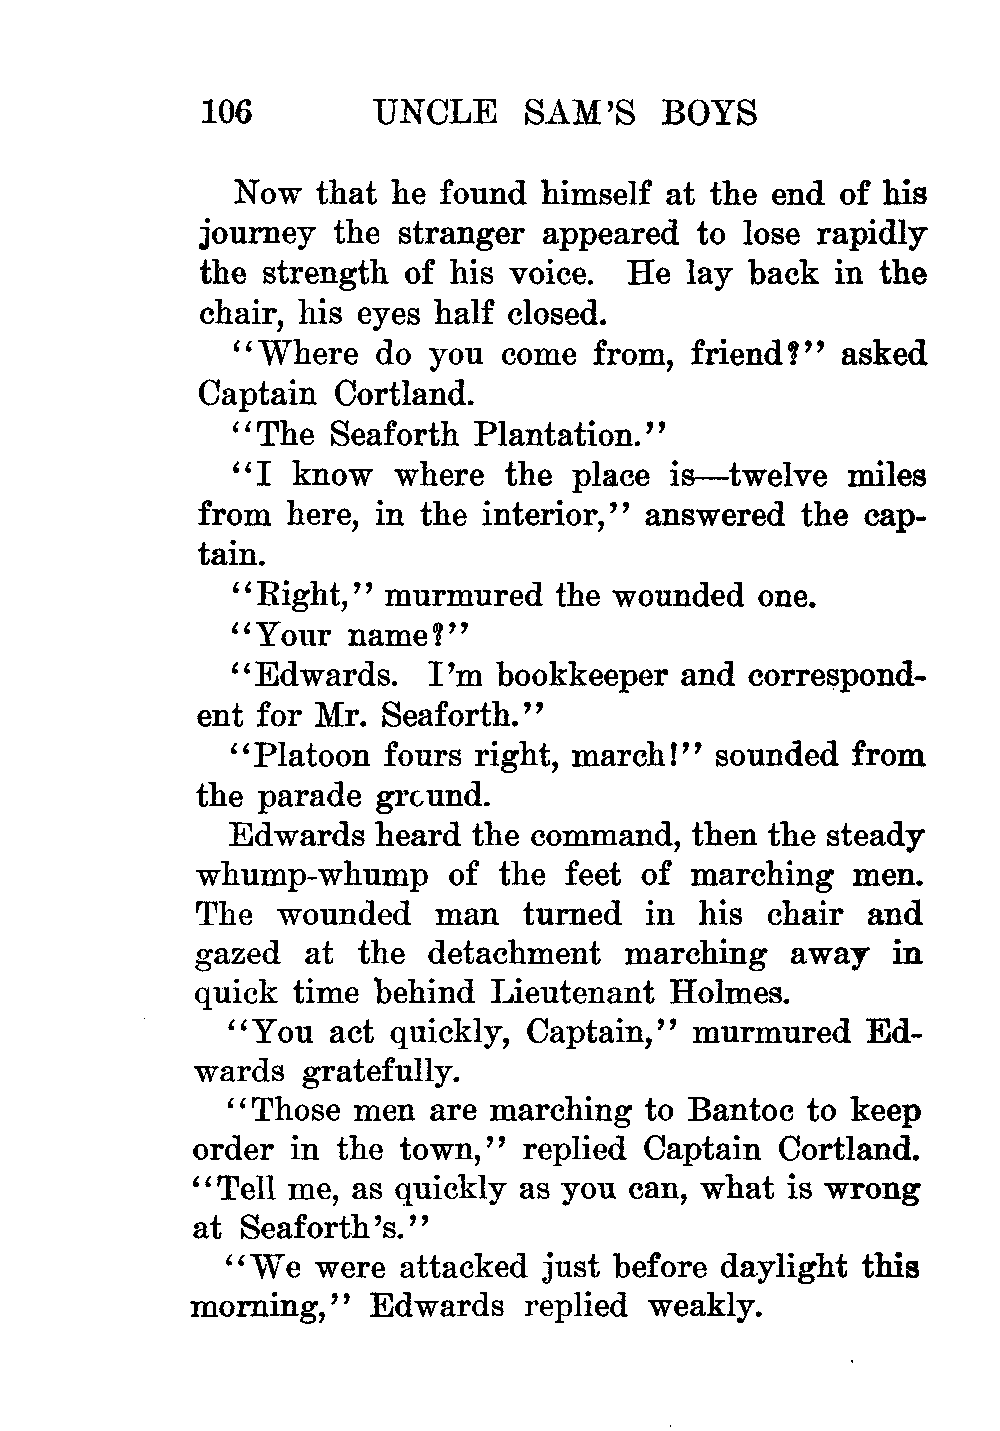 106 UNCLE SAM'S BOYS
Now that he found himself at the end of his
journey the stranger appeared to lose rapidly
the strength of his voice. He lay back in the
chair, his eyes half closed.
"Where do you come from, friend?" asked
Captain Cortland.
"The Seaforth Plantation."
"I know where the place is—twelve miles
from here, in the interior," answered the cap-
tain.
"Right," murmured the wounded one.
"Your name?"
"Edwards. I'm bookkeeper and correspond-
ent for Mr. Seaforth."
"Platoon fours right, march!" sounded from
the parade ground.
Edwards heard the command, then the steady
whump-whump of the feet of marching men.
The wounded man turned in his chair and
gazed at the detachment marching away in
quick time behind Lieutenant Holmes.
"You act quickly, Captain," murmured Ed-
wards gratefully.
"Those men are marching to Bantoc to keep
order in the town," replied Captain Cortland.
"Tell me, as quickly as you can, what is wrong
at Seaforth's."
"We were attacked just before daylight this
morning," Edwards replied weakly.